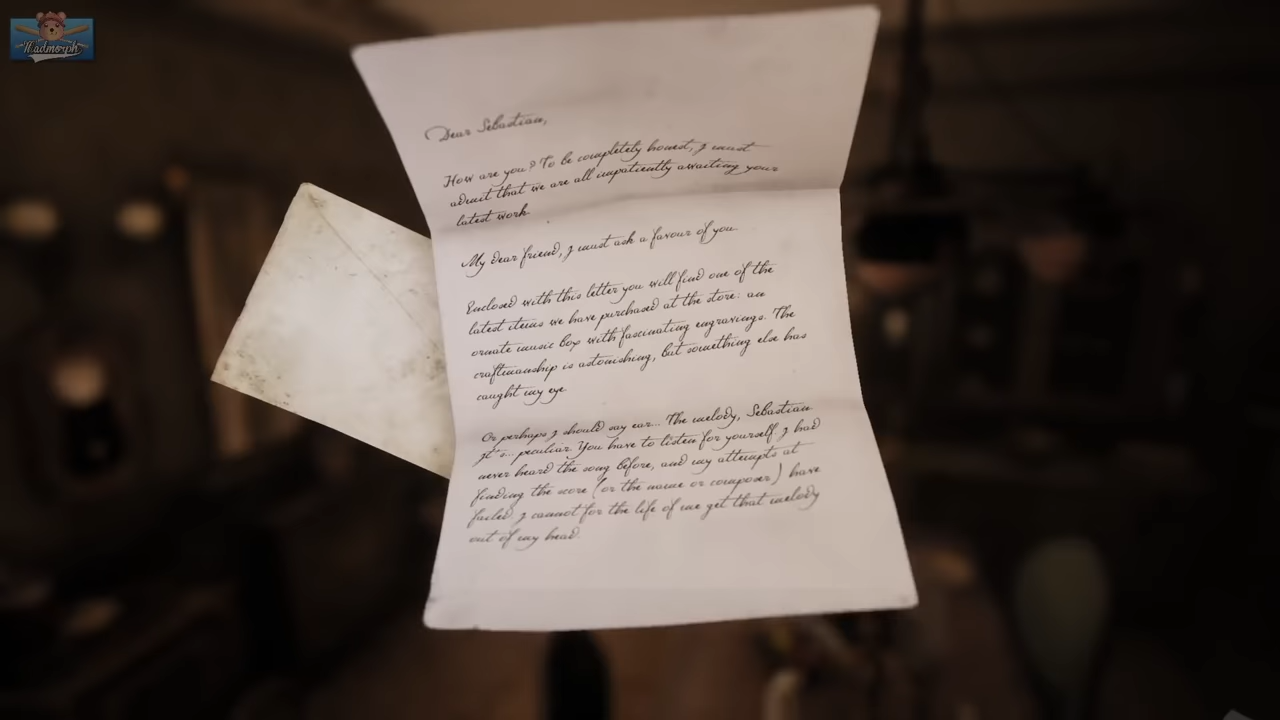 Madmorph
Dear Sebastian,
How are you? To be completely honest, I must
admit that we are all impatiently awaiting your
latest work.
My dear friend, I must ask a favour of you.
Enclosed with this letter you will find one of the
latest items we have purchased at the store: an
ornate music box with fascinating engravings. The
craftmanship is astonishing, but something else has
caught my eye
Or perhaps I should say ear... The melody, Sebastian
It's... peculiar. You have to listen for yourself. I had
never heard the song before, and my attempts at
finding the score (or the name or composer) have
failed. I cannot for the life of me get that melody
out of my head.